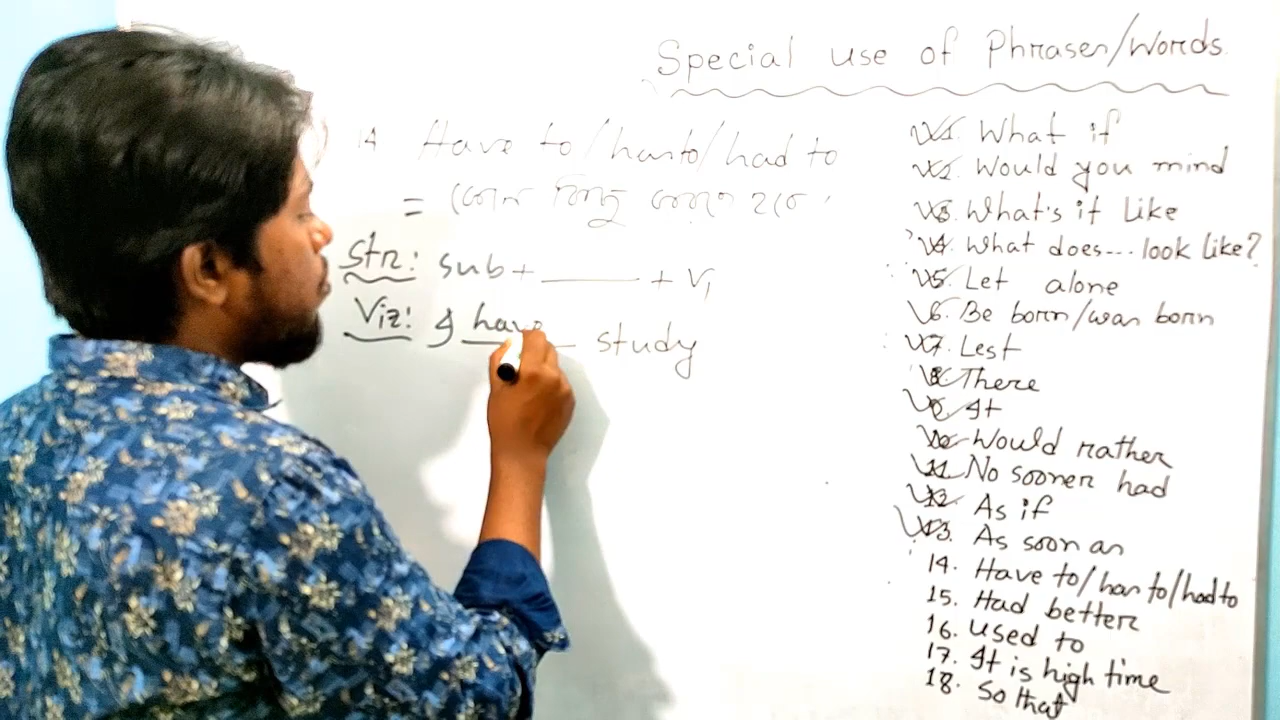 Special use of Phrases/Words.
14 Have to/has to/had to
= কোন কিছু করতে হবে
Str: sub + ______ + V1
Viz: I have study
1. What if
2. Would you mind
3. What's it Like
4. What does... look like?
5. Let alone
6. Be born/was born
7. Lest
8. There
9. It
10. Would rather
11. No sooner had
12. As if
13. As soon as
14. Have to/has to/had to
15. Had better
16. used to
17. It is high time
18. So that